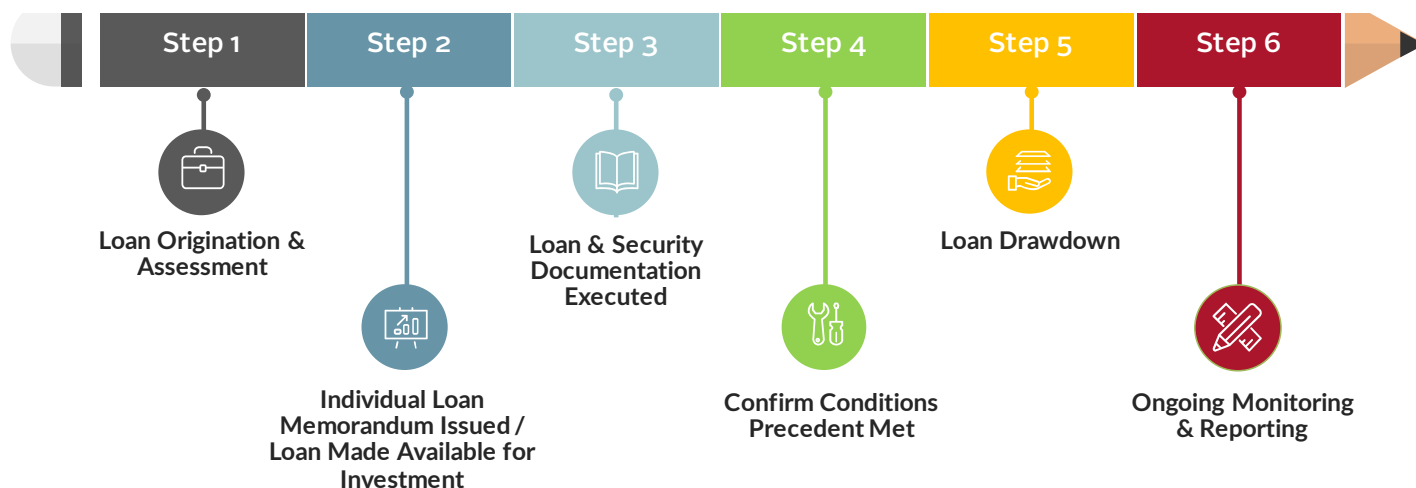 Step 1
Step 2
Step 3
Step 4
Step 5
Step 6
Loan Origination &
Assessment
Individual Loan
Memorandum Issued /
Loan Made Available for
Investment
Loan & Security
Documentation
Executed
Confirm Conditions
Precedent Met
Loan Drawdown
Ongoing Monitoring
& Reporting